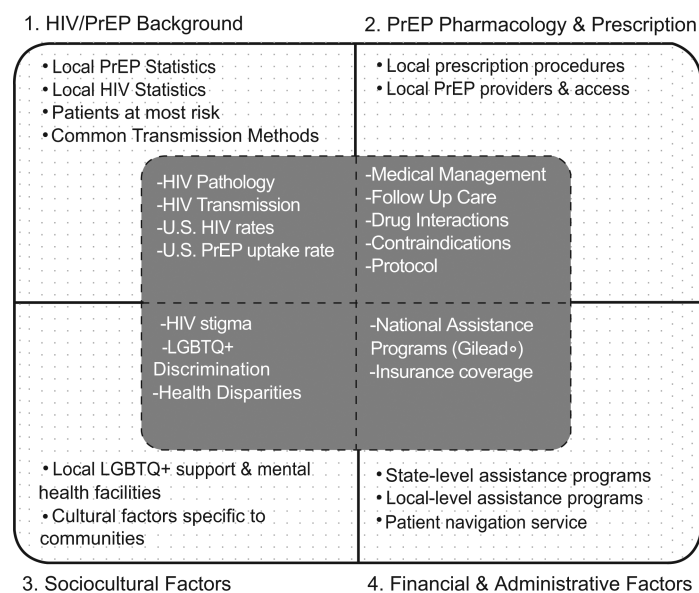 1. HIV/PrEP Background
2. PrEP Pharmacology & Prescription
• Local PrEP Statistics
• Local HIV Statistics
• Patients at most risk
• Common Transmission Methods
• Local prescription procedures
• Local PrEP providers & access
-HIV Pathology
-HIV Transmission
-U.S. HIV rates
-U.S. PrEP uptake rate
-Medical Management
-Follow Up Care
-Drug Interactions
-Contraindications
-Protocol
-HIV stigma
-LGBTQ+
Discrimination
-Health Disparities
-National Assistance
Programs (Gilead∘)
-Insurance coverage
• Local LGBTQ+ support & mental
health facilities
• Cultural factors specific to
communities
• State-level assistance programs
• Local-level assistance programs
• Patient navigation service
3. Sociocultural Factors
4. Financial & Administrative Factors